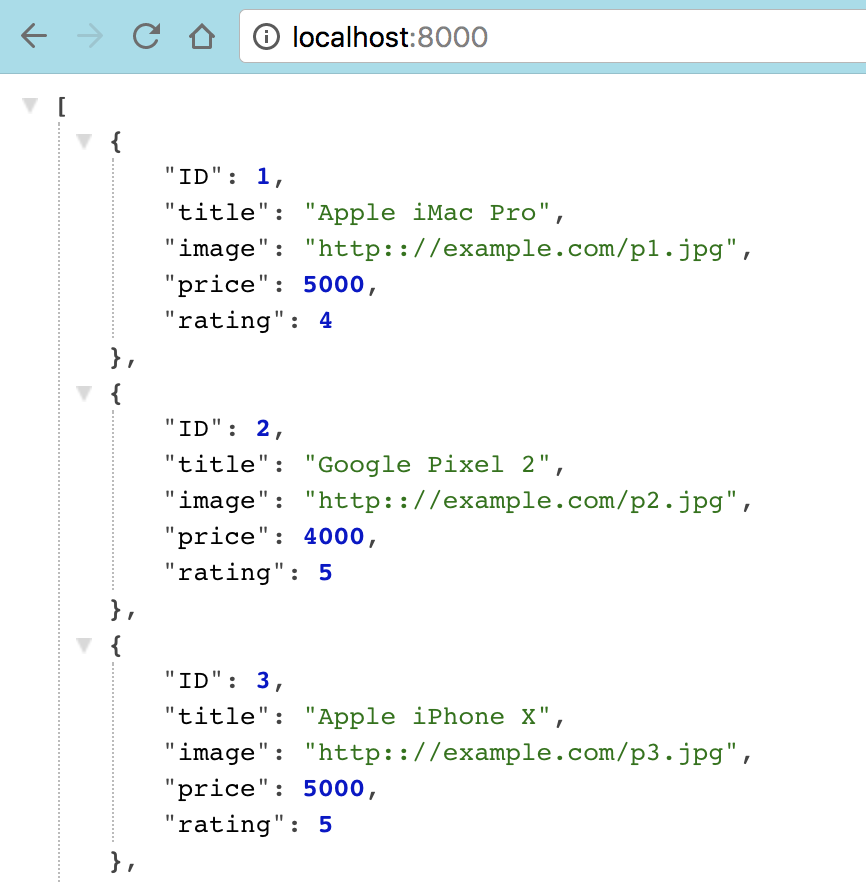 localhost:8000
[
{
"ID": 1,
"title": "Apple iMac Pro",
"image": "http:://example.com/p1.jpg",
"price": 5000,
"rating": 4
},
{
"ID": 2,
"title": "Google Pixel 2",
"image": "http:://example.com/p2.jpg",
"price": 4000,
"rating": 5
},
{
"ID": 3,
"title": "Apple iPhone X",
"image": "http:://example.com/p3.jpg",
"price": 5000,
"rating": 5
},